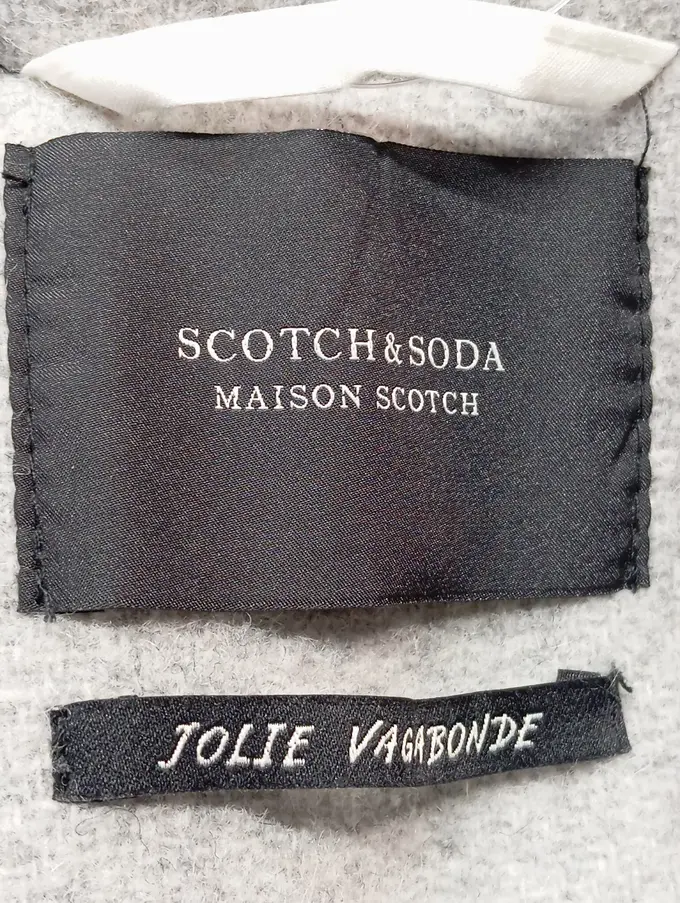 SCOTCH & SODA
MAISON SCOTCH
JOLIE VAGABONDE